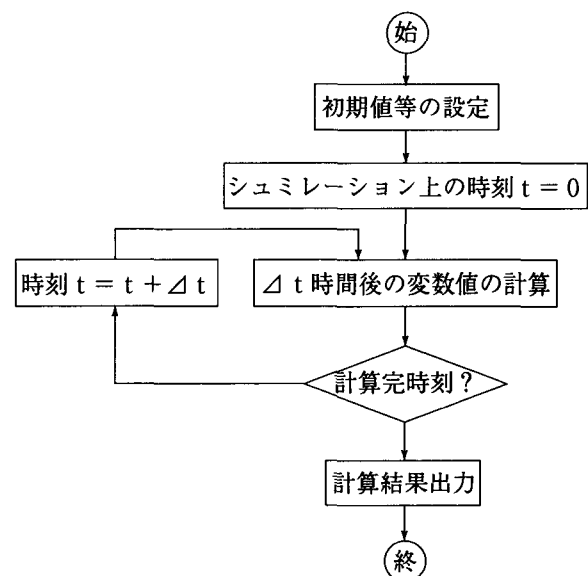 始
初期値等の設定
シュミレーション上の時刻 t = 0
時刻 t = t + ⊿ t
⊿ t 時間後の変数値の計算
計算完時刻？
計算結果出力
終